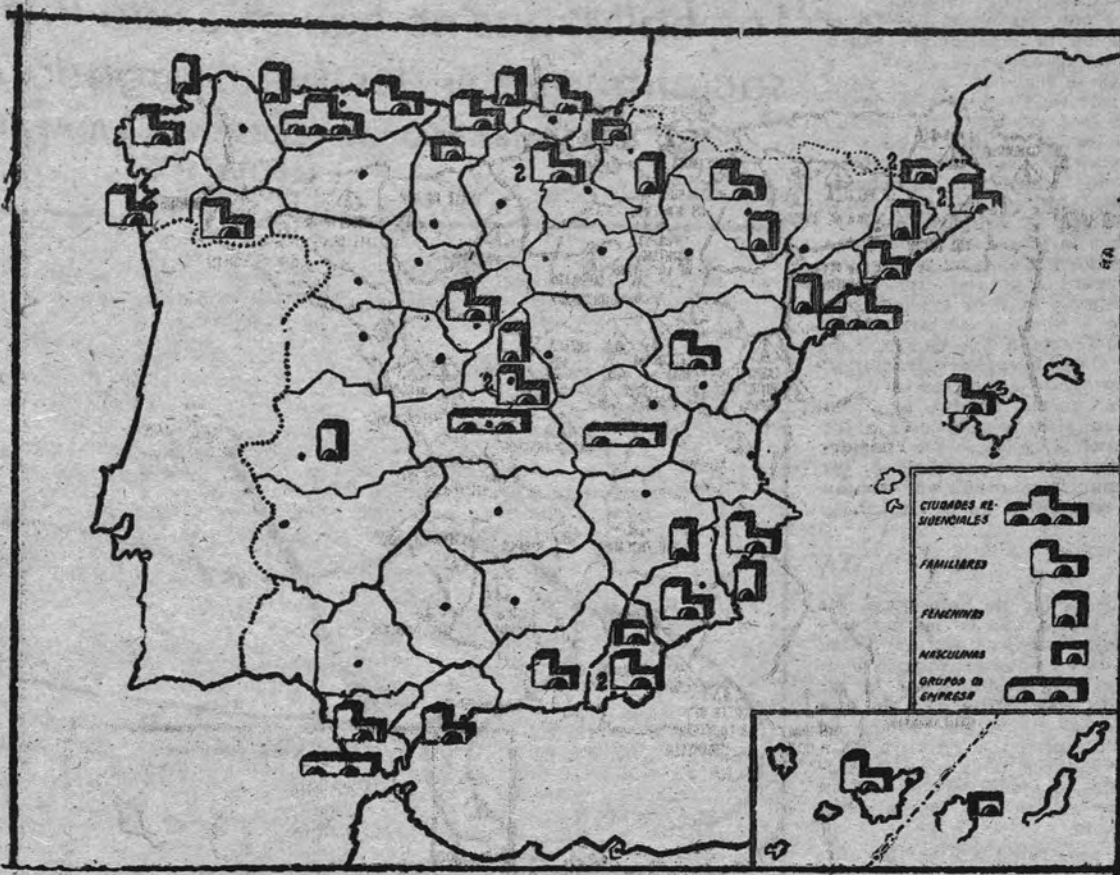 2
2
2
2
2
CIUDADES RE-
SIDENCIALES
FAMILIARES
FEMENINAS
MASCULINAS
GRUPOS DE
EMPRESA